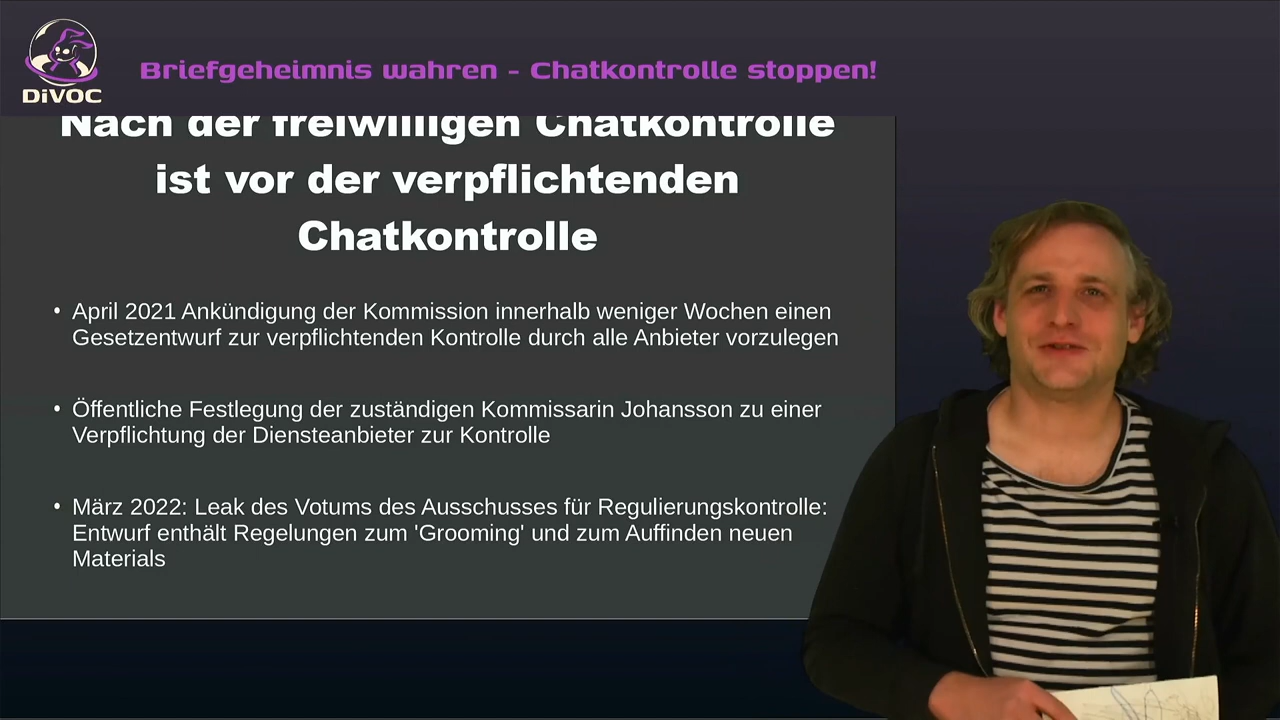 DiVOC
Briefgeheimnis wahren - Chatkontrolle stoppen!
Nach der freiwilligen Chatkontrolle
ist vor der verpflichtenden
Chatkontrolle
• April 2021 Ankündigung der Kommission innerhalb weniger Wochen einen
Gesetzentwurf zur verpflichtenden Kontrolle durch alle Anbieter vorzulegen
• Öffentliche Festlegung der zuständigen Kommissarin Johansson zu einer
Verpflichtung der Diensteanbieter zur Kontrolle
• März 2022: Leak des Votums des Ausschusses für Regulierungskontrolle:
Entwurf enthält Regelungen zum 'Grooming' und zum Auffinden neuen
Materials